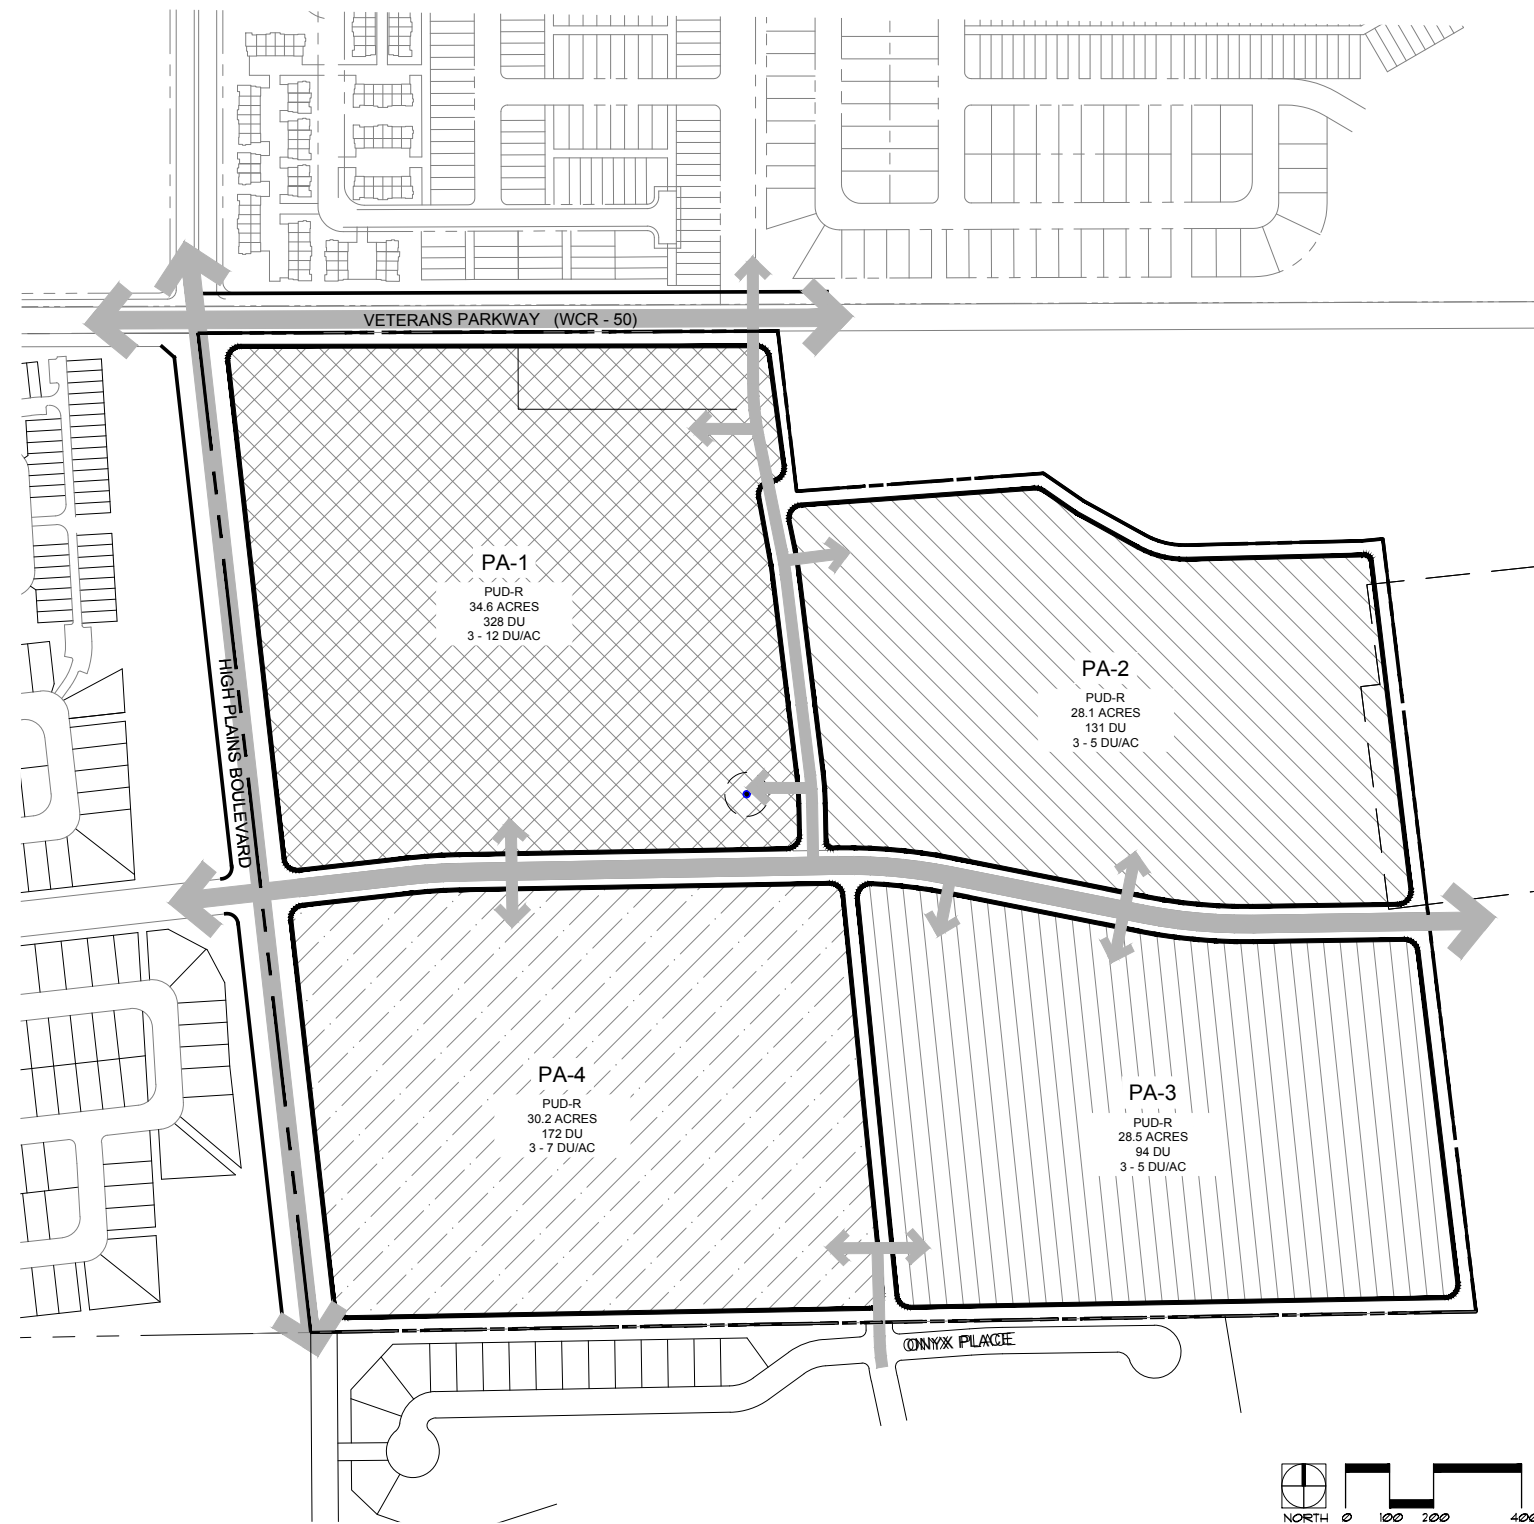 VETERANS PARKWAY (WCR - 50)
PA-1
PUD-R
34.6 ACRES
328 DU
3 - 12 DU/AC
HIGH PLAINS BOULEVARD
PA-2
PUD-R
28.1 ACRES
131 DU
3 - 5 DU/AC
PA-4
PUD-R
30.2 ACRES
172 DU
3 - 7 DU/AC
PA-3
PUD-R
28.5 ACRES
94 DU
3 - 5 DU/AC
ONYX PLACE
NORTH 0 100 200 400